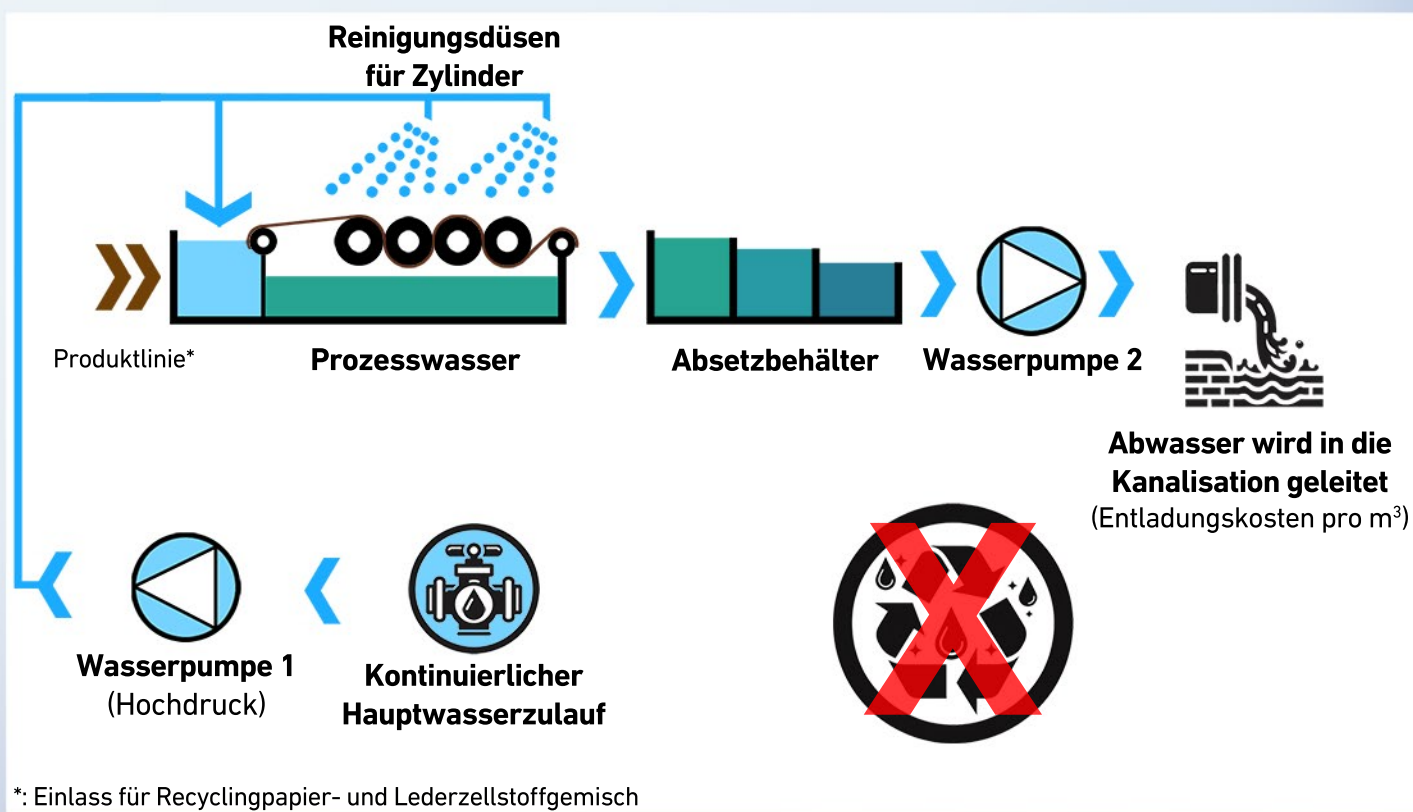 Reinigungsdüsen
für Zylinder
Produktlinie*
Prozesswasser
Absetzbehälter
Wasserpumpe 2
Abwasser wird in die
Kanalisation geleitet
(Entladungskosten pro m³)
Wasserpumpe 1
(Hochdruck)
Kontinuierlicher
Hauptwasserzulauf
*: Einlass für Recyclingpapier- und Lederzellstoffgemisch